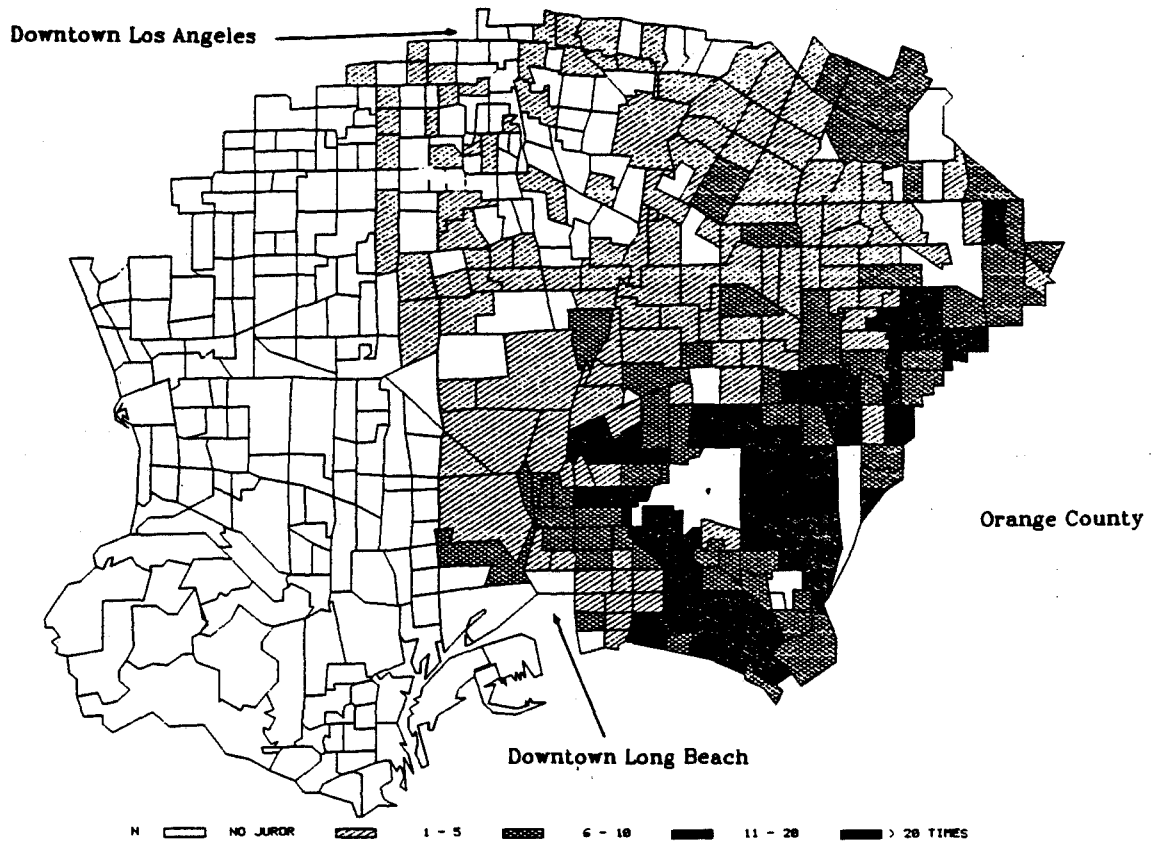 Downtown Los Angeles
Orange County
Downtown Long Beach
N NO JUROR 1 - 5 6 - 10 11 - 20 > 20 TIMES